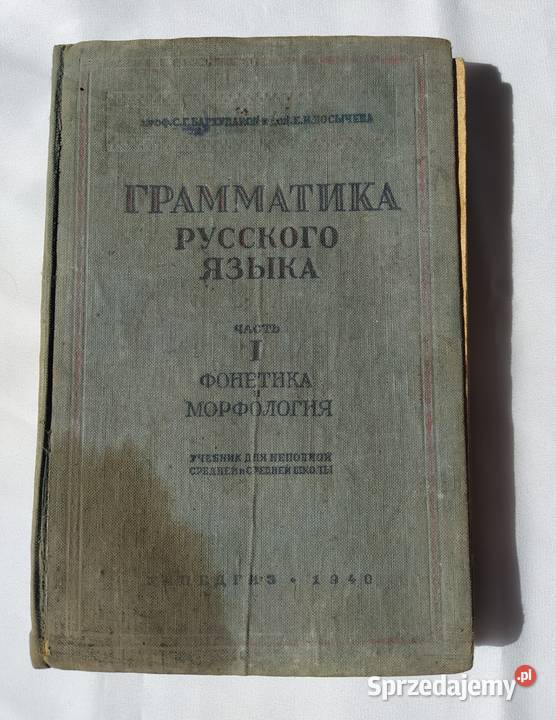 ПРОФ. С. Г. БАРХУДАРОВ и ДОЦ. Е. И. ДОСЫЧЕВА
ГРАММАТИКА
РУССКОГО
ЯЗЫКА
ЧАСТЬ
I
ФОНЕТИКА
И
МОРФОЛОГИЯ
УЧЕБНИК ДЛЯ НЕПОЛНОЙ
СРЕДНЕЙ и СРЕДНЕЙ ШКОЛЫ
УЧПЕДГИЗ • 1940
Sprzedajemy.pl